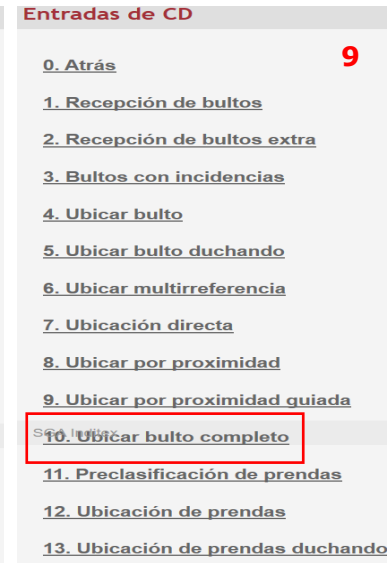 Entradas de CD
9
0. Atrás
1. Recepción de bultos
2. Recepción de bultos extra
3. Bultos con incidencias
4. Ubicar bulto
5. Ubicar bulto duchando
6. Ubicar multirreferencia
7. Ubicación directa
8. Ubicar por proximidad
9. Ubicar por proximidad guiada
SGA Inditex
10. Ubicar bulto completo
11. Preclasificación de prendas
12. Ubicación de prendas
13. Ubicación de prendas duchando